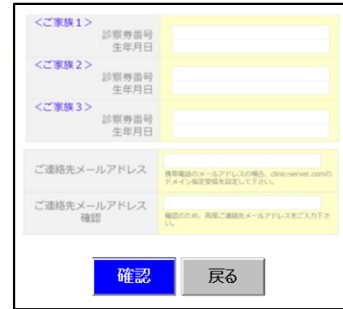 <ご家族1>
診察券番号
生年月日
<ご家族2>
診察券番号
生年月日
<ご家族3>
診察券番号
生年月日
ご連絡先メールアドレス
携帯電話のメールアドレスの場合、clinic-server.comの
ドメイン指定受信を設定して下さい。
ご連絡先メールアドレス
確認
確認のため、再度ご連絡先メールアドレスをご入力下さ
い。
確認
戻る